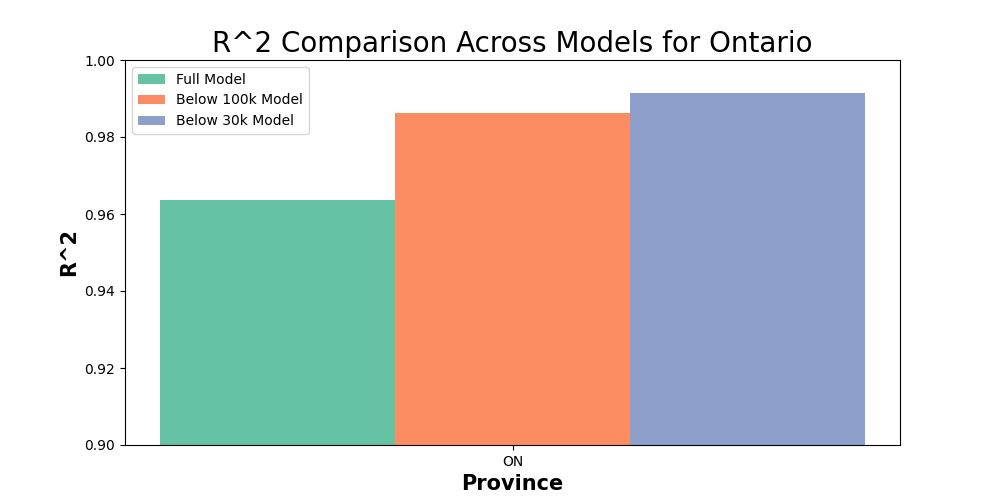 R^2 Comparison Across Models for Ontario
1.00
Full Model
Below 100k Model
Below 30k Model
0.98
0.96
0.94
0.92
0.90
R^2
ON
Province